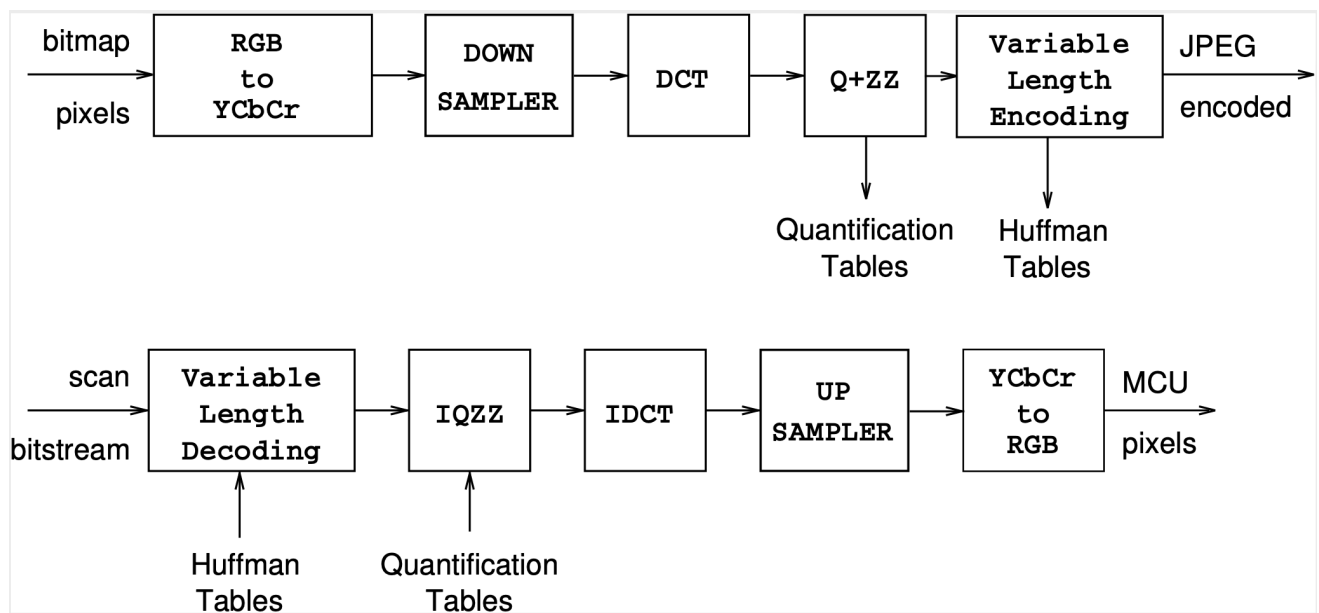 bitmap
pixels
RGB
to
YCbCr
DOWN
SAMPLER
DCT
Q+ZZ
Variable
Length
Encoding
JPEG
encoded
Quantification
Tables
Huffman
Tables
scan
bitstream
Variable
Length
Decoding
IQZZ
IDCT
UP
SAMPLER
YCbCr
to
RGB
MCU
pixels
Huffman
Tables
Quantification
Tables